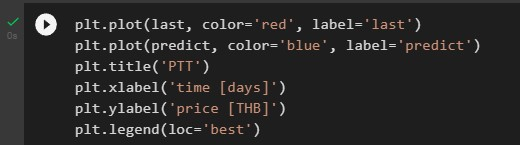 plt.plot(last, color='red', label='last')
plt.plot(predict, color='blue', label='predict')
plt.title('PTT')
plt.xlabel('time [days]')
plt.ylabel('price [THB]')
plt.legend(loc='best')
0s